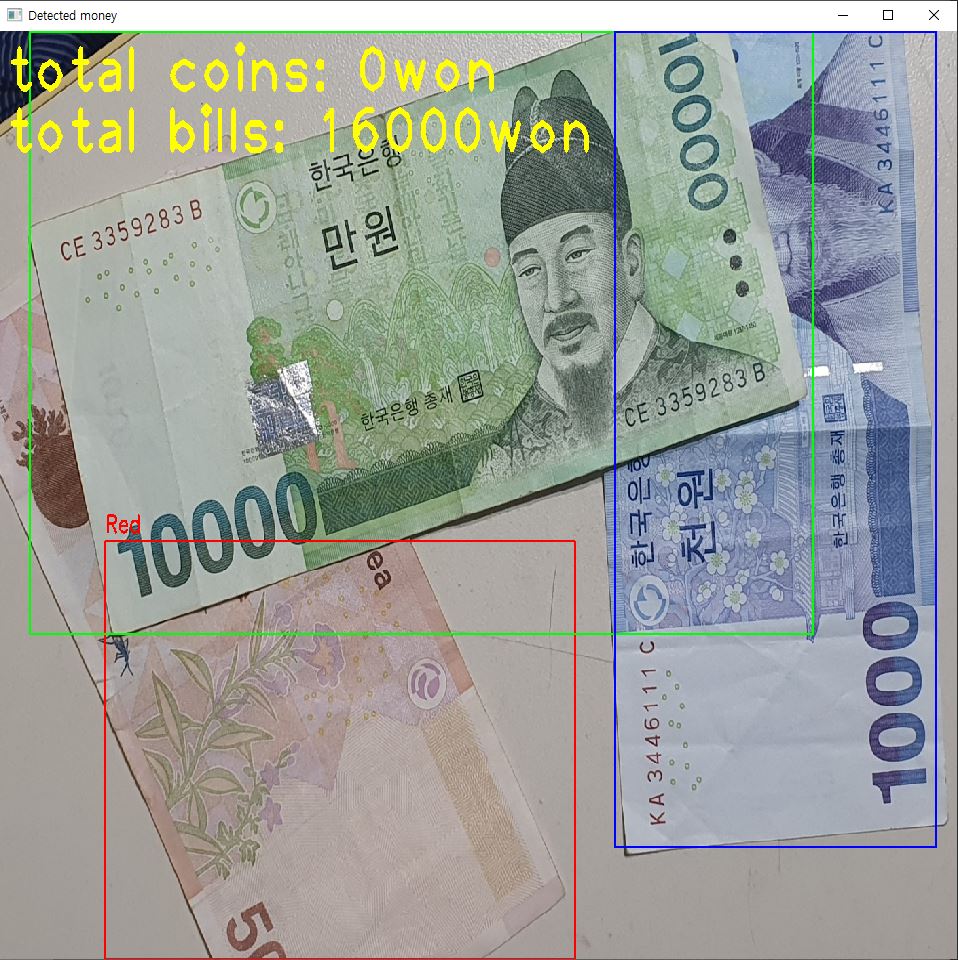 Detected money
total coins: 0won
total bills: 16000won
한국은행
만원
CE 3359283 B
10000
한국은행 총재
CE 3359283 B
10000
Red
ea
50
KA 3446111 C
한국은행
천원
한국은행 총재
KA 3446111 C
1000